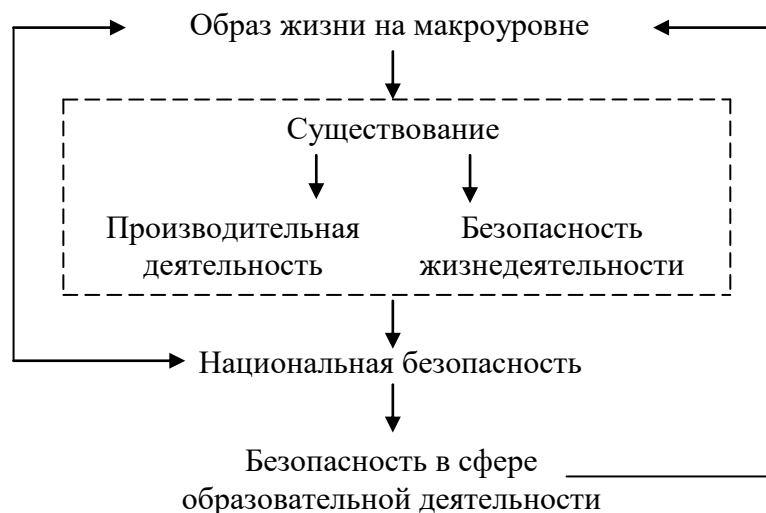 Образ жизни на макроуровне
Существование
Производительная
деятельность
Безопасность
жизнедеятельности
Национальная безопасность
Безопасность в сфере
образовательной деятельности